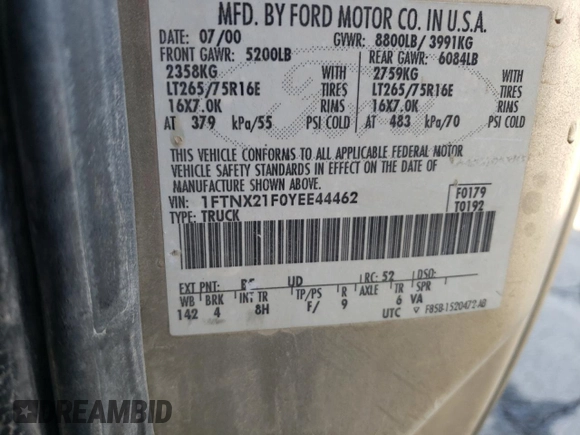 MFD. BY FORD MOTOR CO. IN U.S.A.
DATE: 07/00 GVWR: 8800LB/ 3991KG
FRONT GAWR: 5200LB REAR GAWR: 6084LB
2358KG WITH 2759KG WITH
LT265/75R16E TIRES LT265/75R16E TIRES
16X7.0K RIMS 16X7.0K RIMS
AT 379 kPa/55 PSI COLD AT 483 kPa/70 PSI COLD
THIS VEHICLE CONFORMS TO ALL APPLICABLE FEDERAL MOTOR
VEHICLE SAFETY STANDARDS IN EFFECT ON THE DATE OF
MANUFACTURE SHOWN ABOVE.
VIN: 1FTNX21F0YEE44462 F0179
TYPE: TRUCK T0192
EXT PNT: UD RC: 52 DSO:
WB BRK INT TR TP/PS R AXLE TR SPR
142 4 8H F/ 9 6 VA
UTC F85B-1520472 AB
DREAMBID